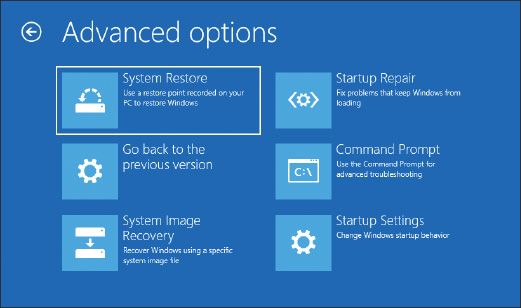 Advanced options
System Restore
Use a restore point recorded on your
PC to restore Windows
Startup Repair
Fix problems that keep Windows from
loading
Go back to the
previous version
C:\
Command Prompt
Use the Command Prompt for
advanced troubleshooting
System Image
Recovery
Recover Windows using a specific
system image file
Startup Settings
Change Windows startup behavior